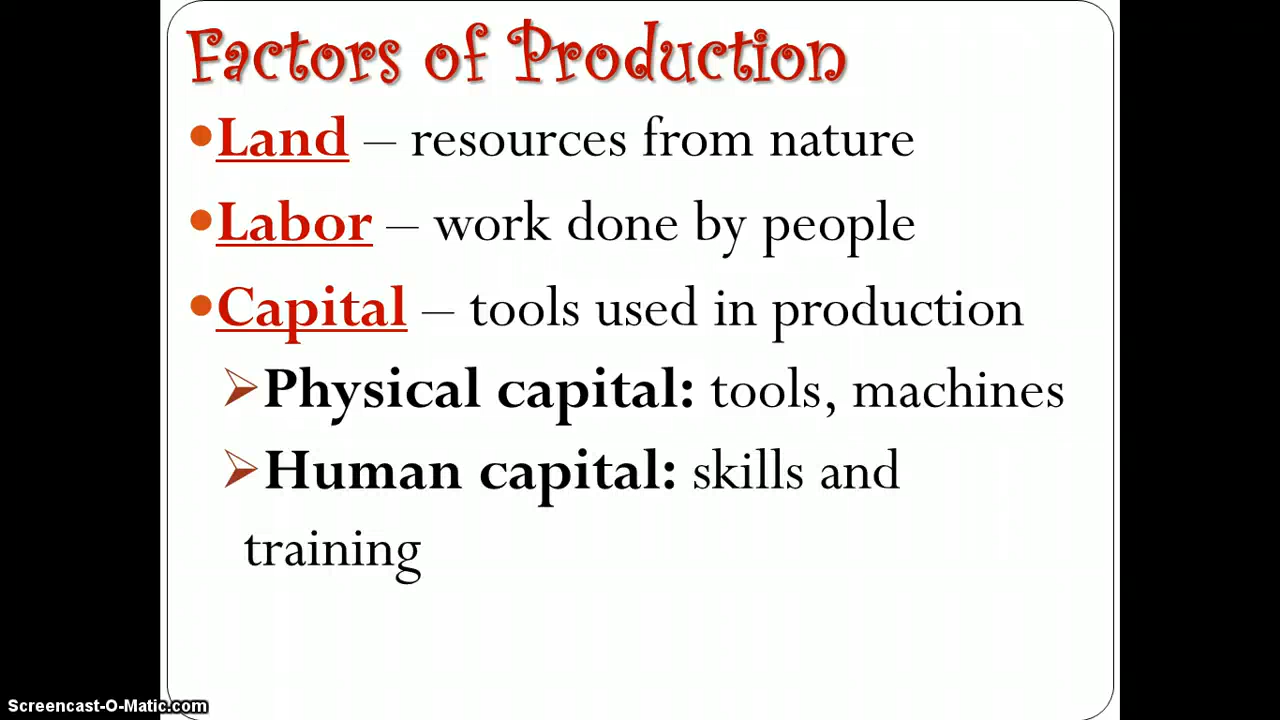 Factors of Production
•Land – resources from nature
•Labor – work done by people
•Capital – tools used in production
➢Physical capital: tools, machines
➢Human capital: skills and
training
Screencast-O-Matic.com